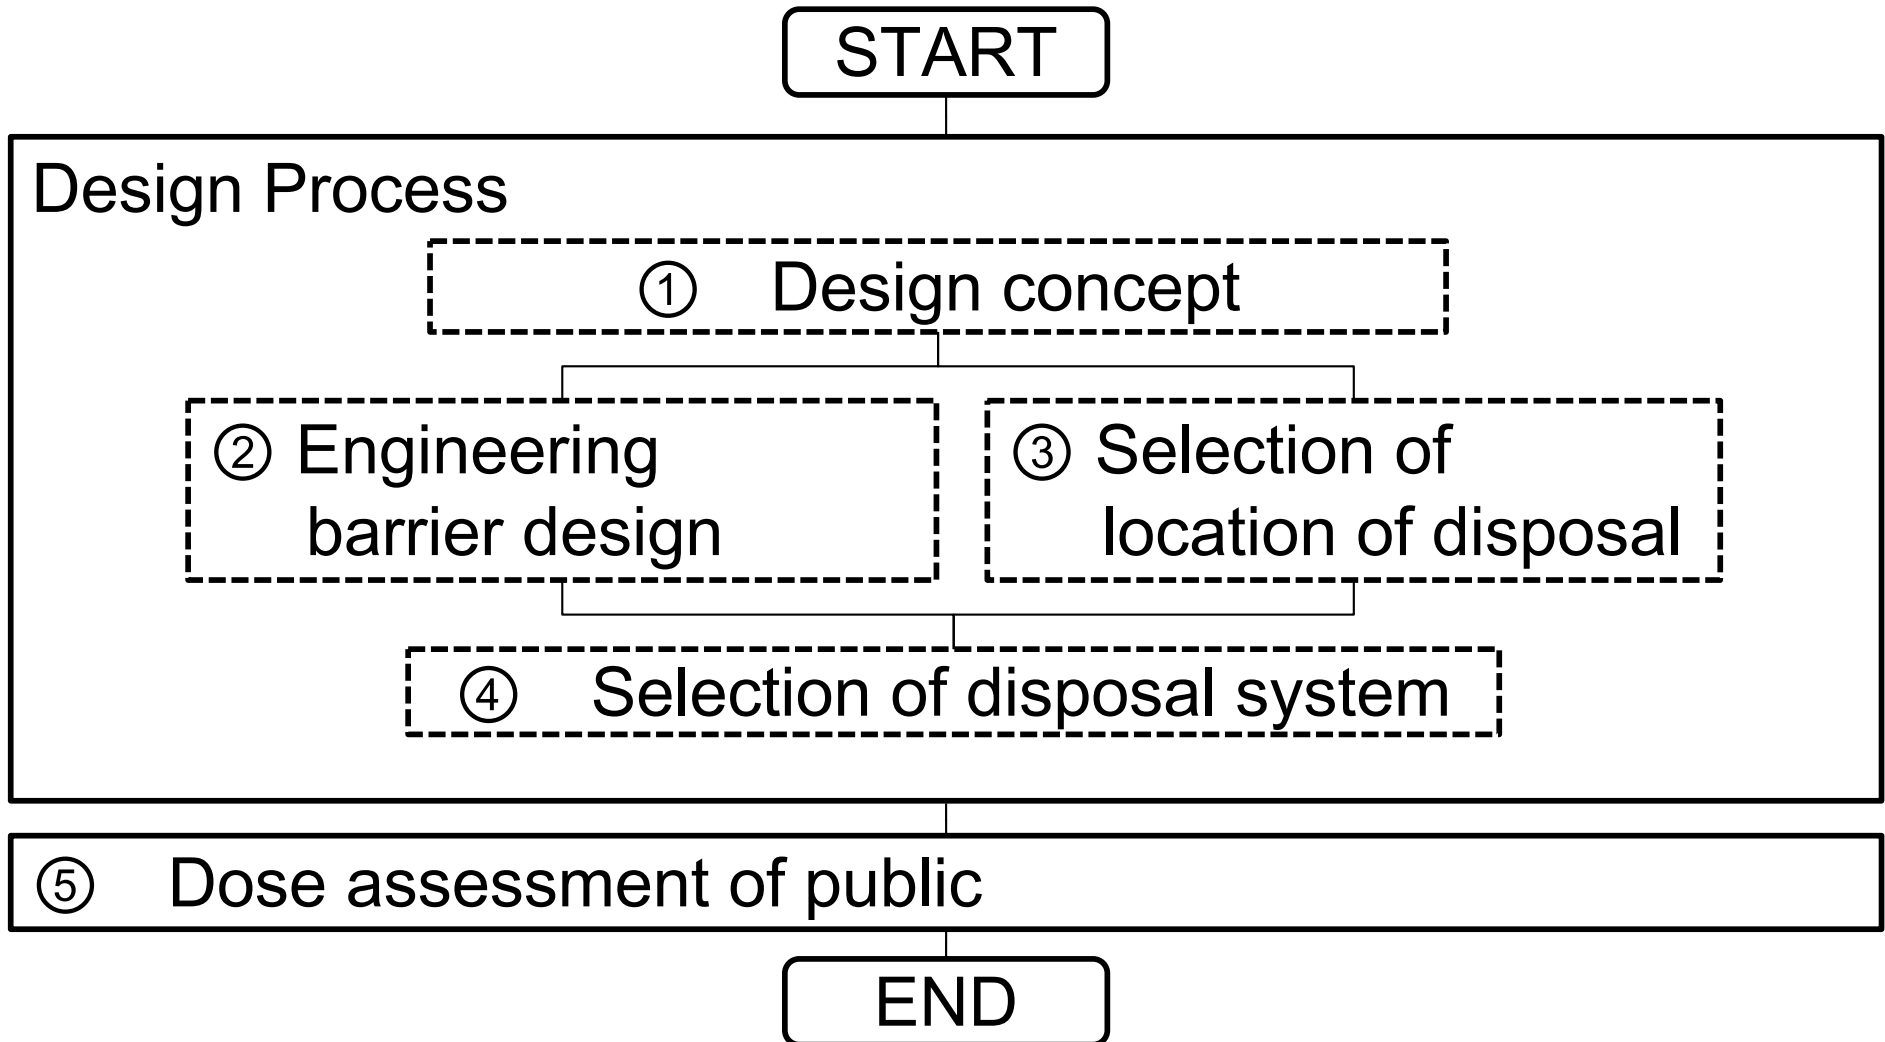 START
Design Process
① Design concept
② Engineering
barrier design
③ Selection of
location of disposal
④ Selection of disposal system
⑤ Dose assessment of public
END